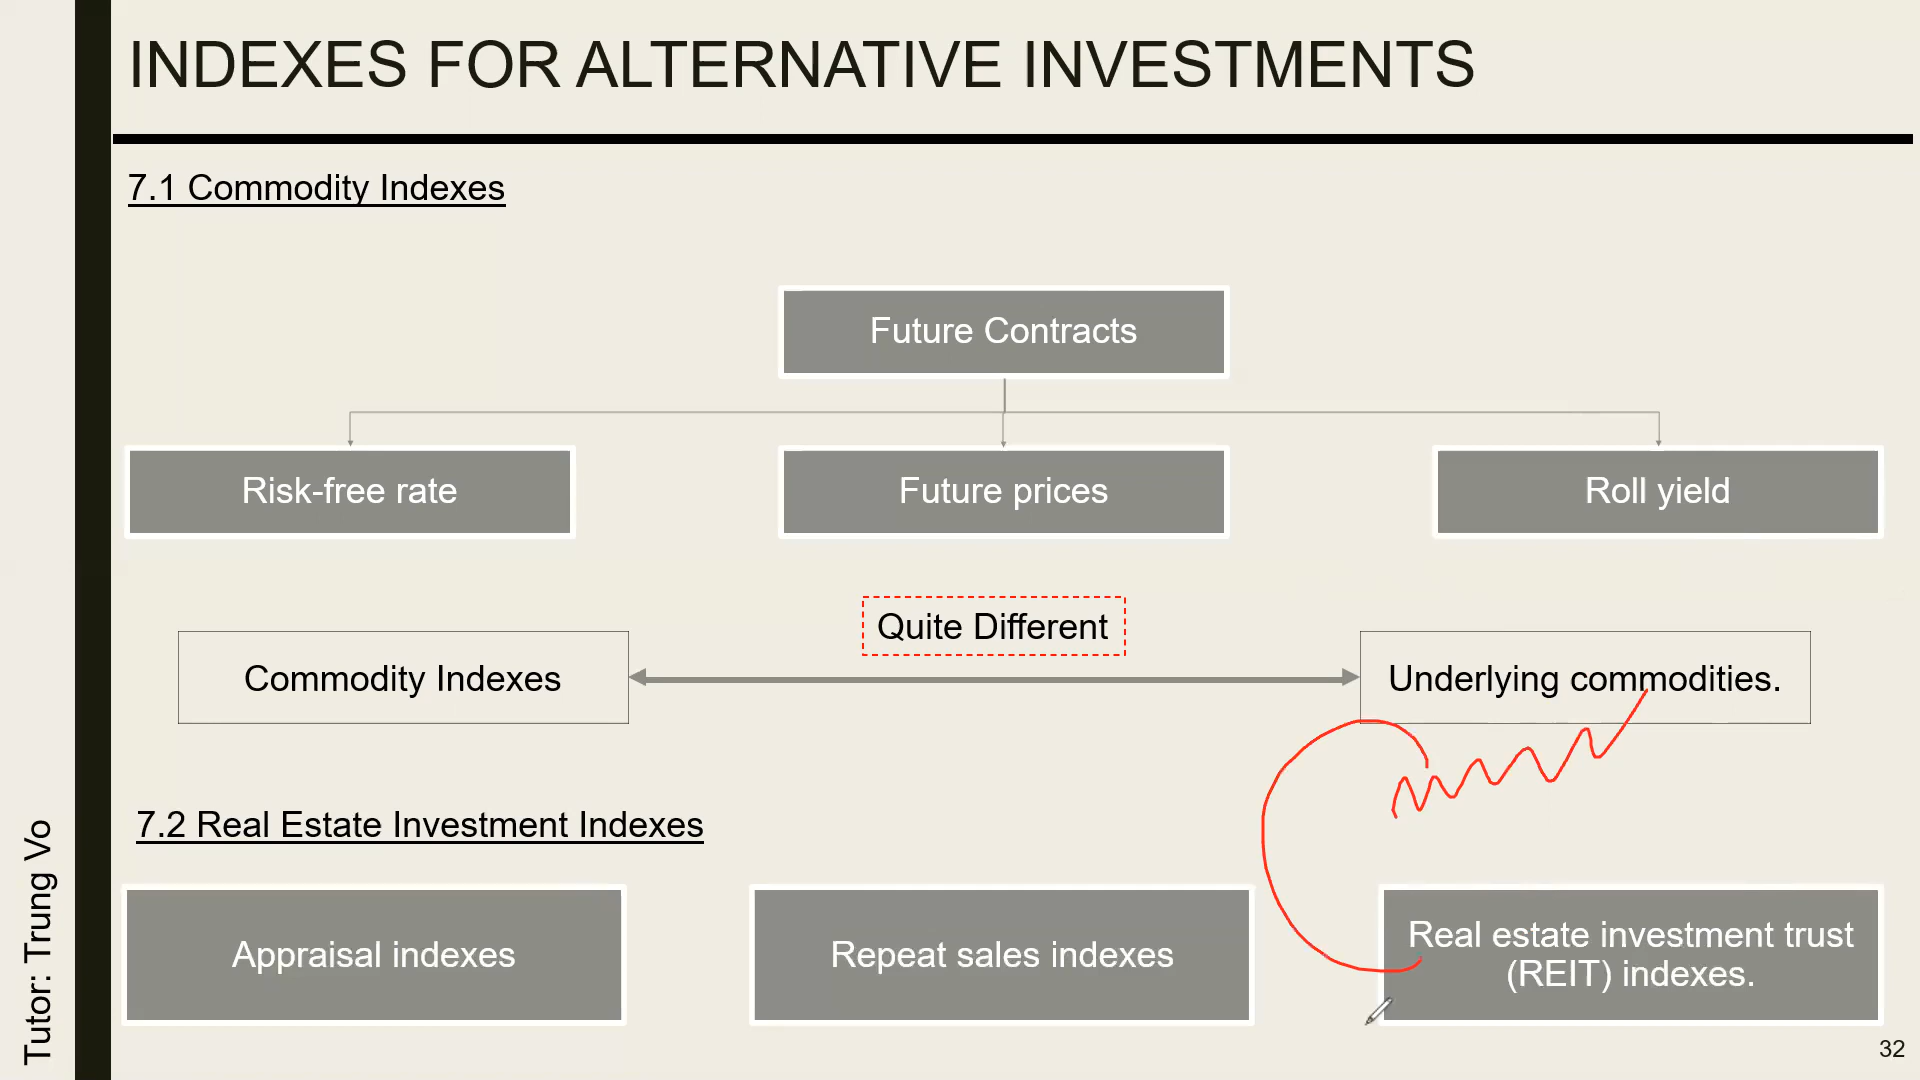 INDEXES FOR ALTERNATIVE INVESTMENTS
7.1 Commodity Indexes
Future Contracts
Risk-free rate
Future prices
Roll yield
Quite Different
Commodity Indexes
Underlying commodities.
7.2 Real Estate Investment Indexes
Appraisal indexes
Repeat sales indexes
Real estate investment trust
(REIT) indexes.
Tutor: Trung Vo
32